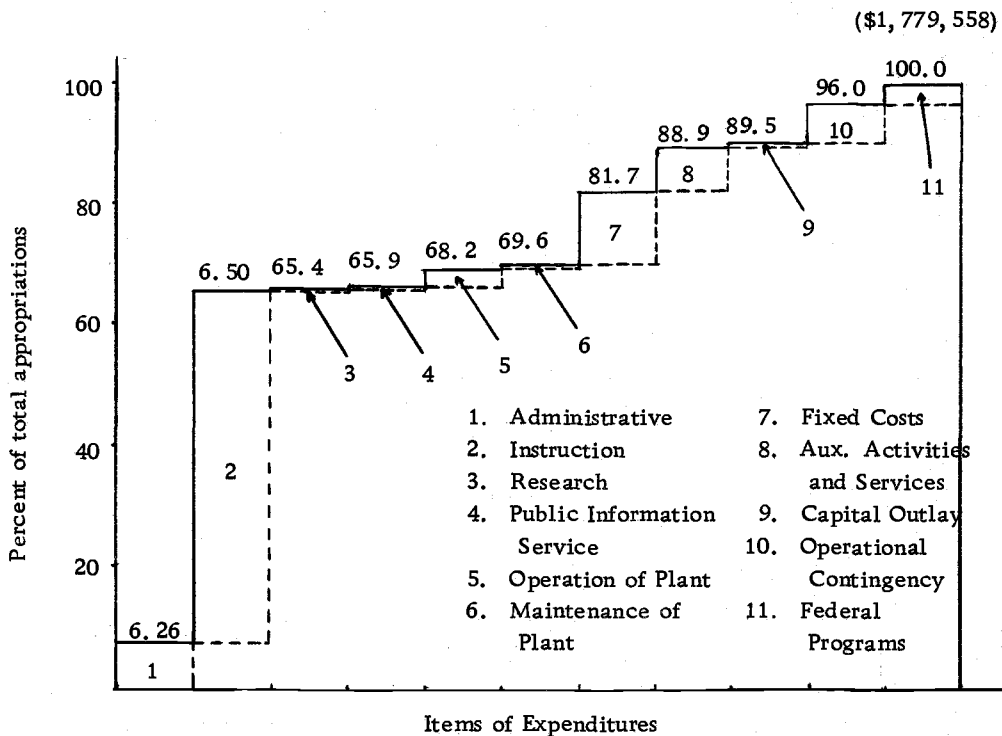 ($1,779,558)
100
80
60
40
20
Percent of total appropriations
6.26
6.50
65.4
65.9
68.2
69.6
81.7
88.9
89.5
96.0
100.0
1
2
3
4
5
6
7
8
9
10
11
1. Administrative
2. Instruction
3. Research
4. Public Information
Service
5. Operation of Plant
6. Maintenance of
Plant
7. Fixed Costs
8. Aux. Activities
and Services
9. Capital Outlay
10. Operational
Contingency
11. Federal
Programs
Items of Expenditures